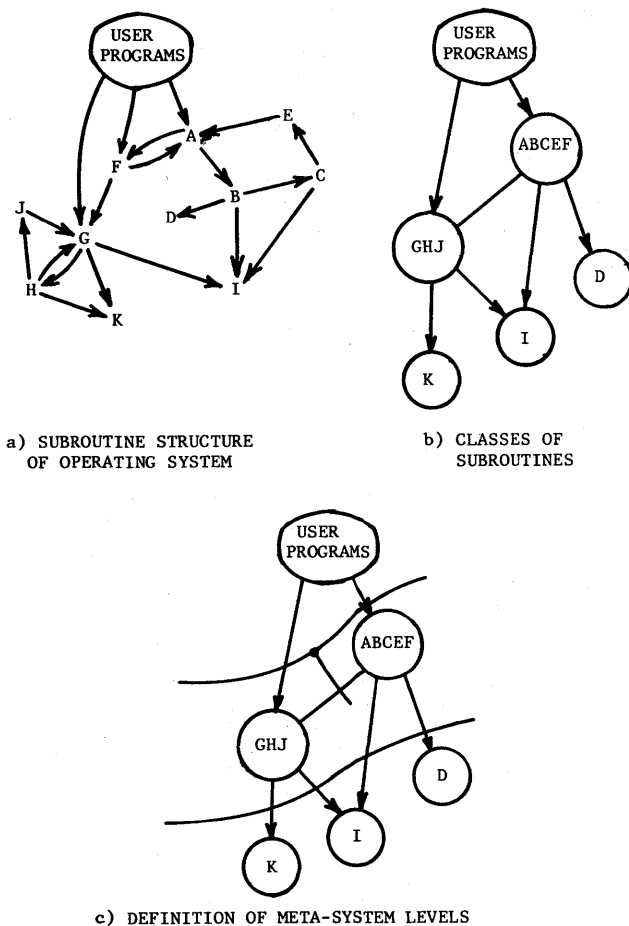 USER
PROGRAMS
A
E
F
B
C
D
J
G
H
I
K
a) SUBROUTINE STRUCTURE
OF OPERATING SYSTEM
USER
PROGRAMS
ABCEF
GHJ
D
I
K
b) CLASSES OF
SUBROUTINES
USER
PROGRAMS
ABCEF
GHJ
D
I
K
c) DEFINITION OF META-SYSTEM LEVELS